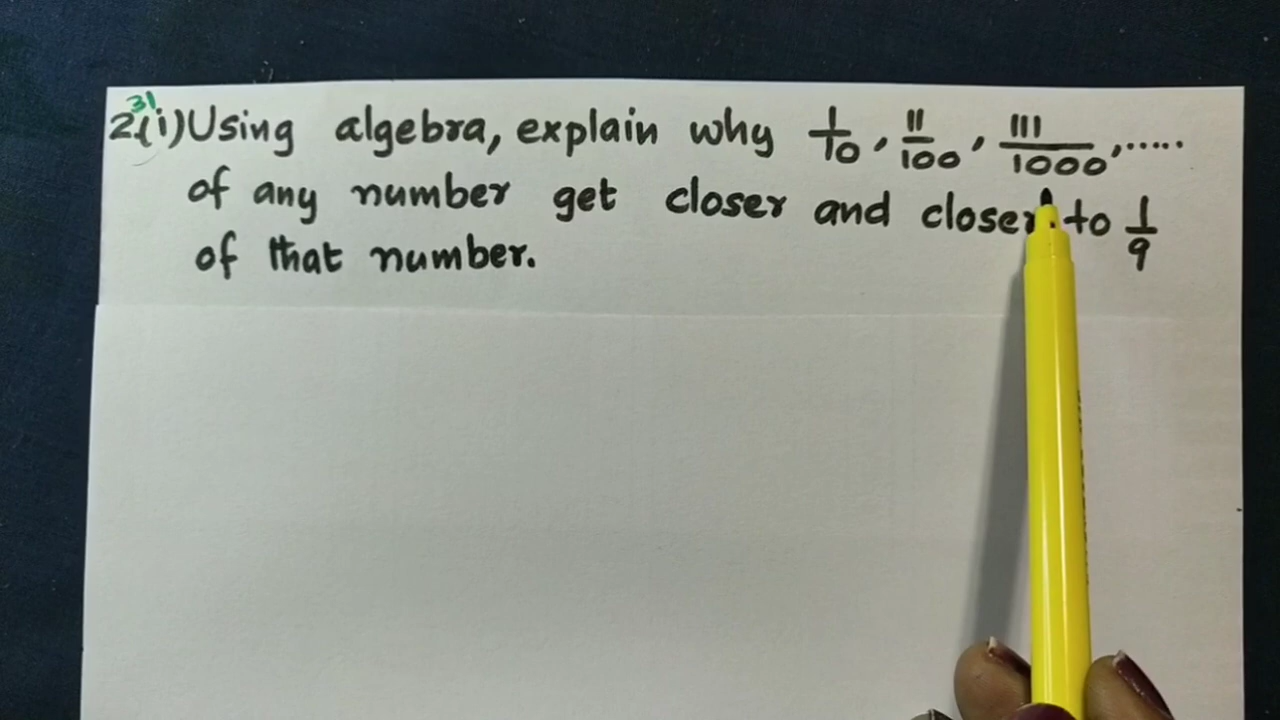 31
2.(i) Using algebra, explain why 1/10, 11/100, 111/1000, .....
of any number get closer and closer to 1/9
of that number.